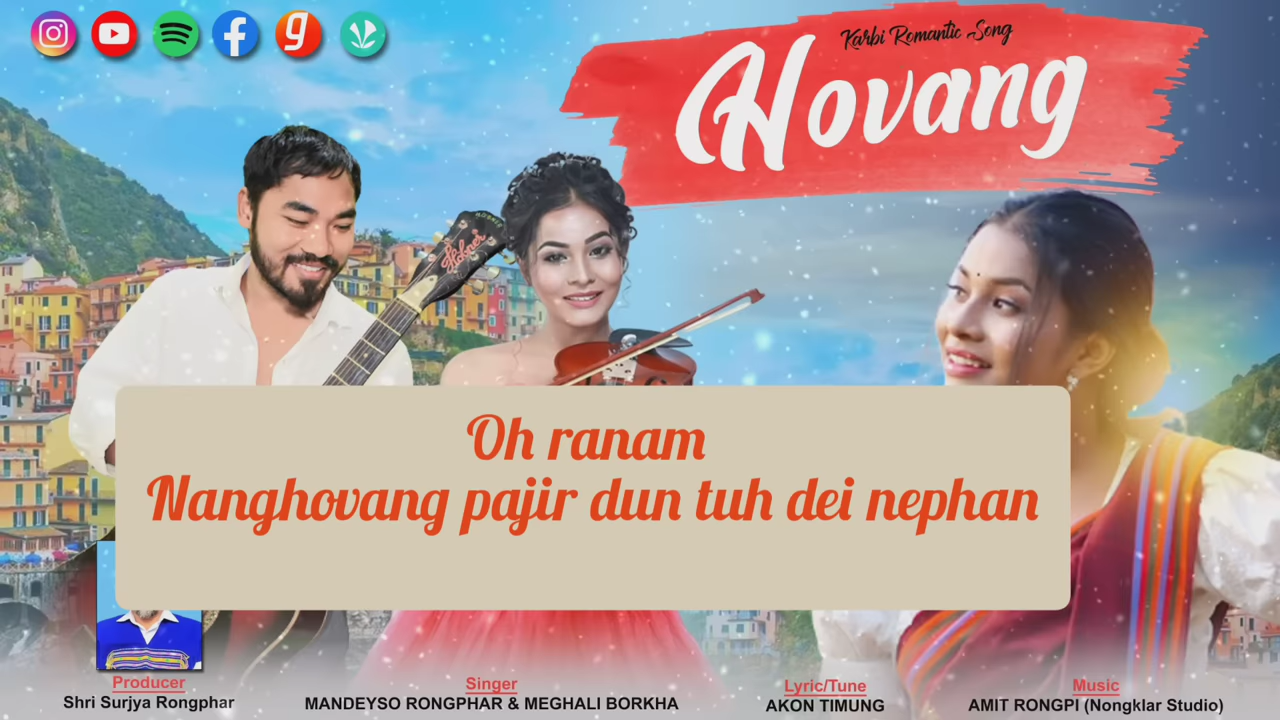 Karbi Romantic Song
Hovang
Hohner
Oh ranam
Nanghovang pajir dun tuh dei nephan
Producer
Shri Surjya Rongphar
Singer
MANDEYSO RONGPHAR & MEGHALI BORKHA
Lyric/Tune
AKON TIMUNG
Music
AMIT RONGPI (Nongklar Studio)